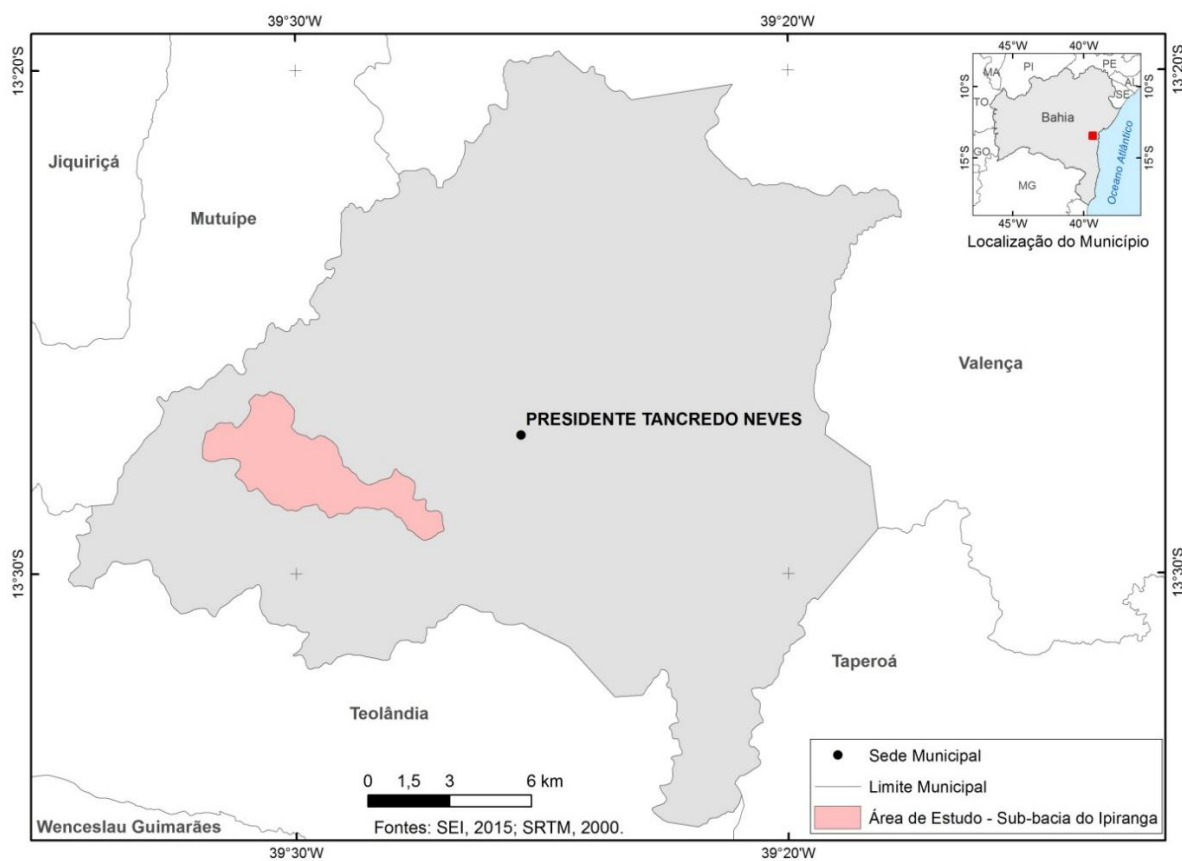 39°30'W
39°20'W
13°20'S
13°20'S
45°W
40°W
MA
PI
PE
AL
10°S
10°S
SE
TO
Bahia
15°S
GO
15°S
MG
Oceano Atlântico
45°W
40°W
Localização do Município
Jiquiriçá
Mutuípe
Valença
PRESIDENTE TANCREDO NEVES
13°30'S
13°30'S
Taperoá
Teolândia
Wenceslau Guimarães
0 1,5 3 6 km
Fontes: SEI, 2015; SRTM, 2000.
Sede Municipal
Limite Municipal
Área de Estudo - Sub-bacia do Ipiranga
39°30'W
39°20'W